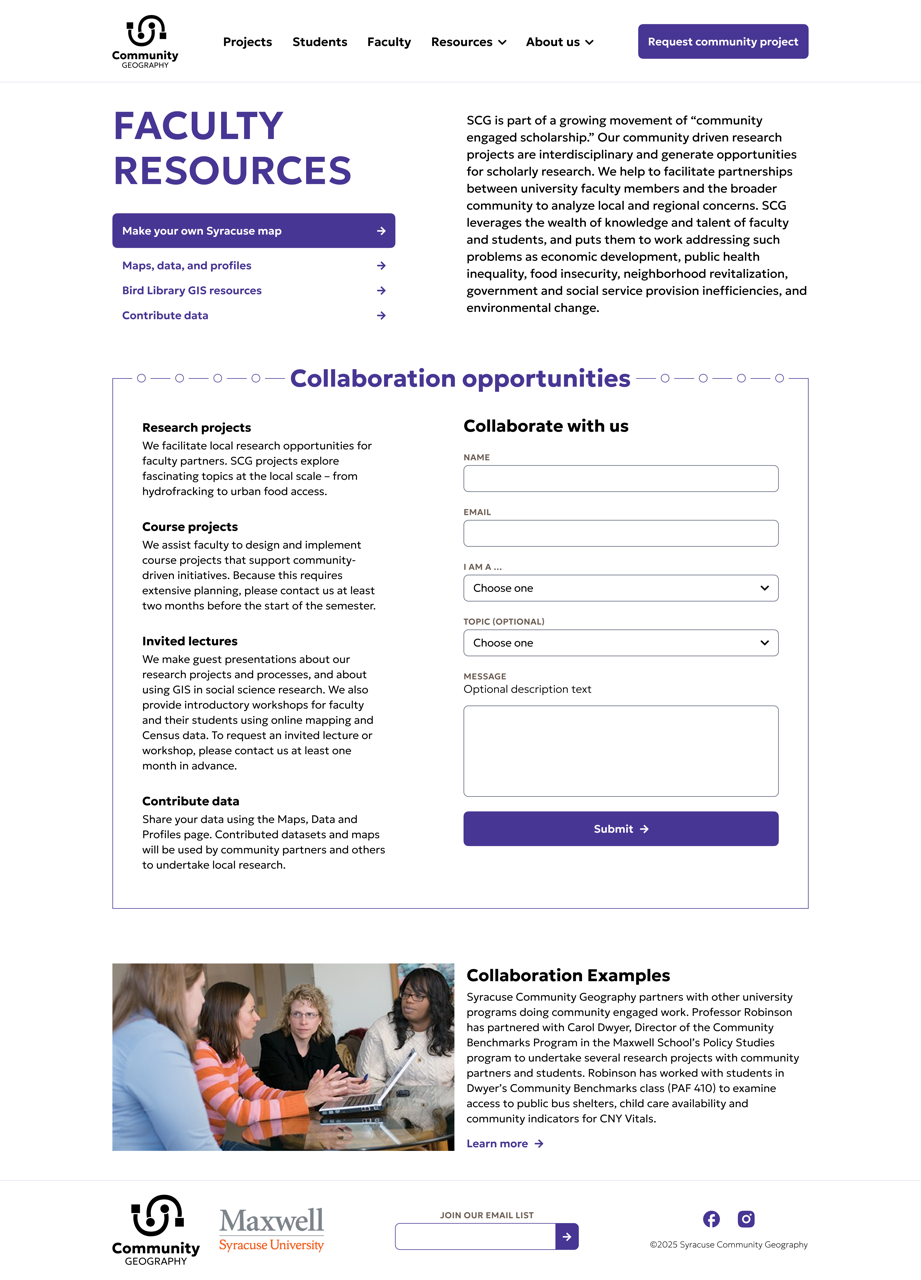 Community
GEOGRAPHY
Projects
Students
Faculty
Resources
About us
Request community project
FACULTY
RESOURCES
Make your own Syracuse map
Maps, data, and profiles
Bird Library GIS resources
Contribute data
SCG is part of a growing movement of “community
engaged scholarship.” Our community driven research
projects are interdisciplinary and generate opportunities
for scholarly research. We help to facilitate partnerships
between university faculty members and the broader
community to analyze local and regional concerns. SCG
leverages the wealth of knowledge and talent of faculty
and students, and puts them to work addressing such
problems as economic development, public health
inequality, food insecurity, neighborhood revitalization,
government and social service provision inefficiencies, and
environmental change.
Collaboration opportunities
Research projects
We facilitate local research opportunities for
faculty partners. SCG projects explore
fascinating topics at the local scale – from
hydrofracking to urban food access.
Course projects
We assist faculty to design and implement
course projects that support community-
driven initiatives. Because this requires
extensive planning, please contact us at least
two months before the start of the semester.
Invited lectures
We make guest presentations about our
research projects and processes, and about
using GIS in social science research. We also
provide introductory workshops for faculty
and their students using online mapping and
Census data. To request an invited lecture or
workshop, please contact us at least one
month in advance.
Contribute data
Share your data using the Maps, Data and
Profiles page. Contributed datasets and maps
will be used by community partners and others
to undertake local research.
Collaborate with us
NAME
EMAIL
I AM A ...
Choose one
TOPIC (OPTIONAL)
Choose one
MESSAGE
Optional description text
Submit
Collaboration Examples
Syracuse Community Geography partners with other university
programs doing community engaged work. Professor Robinson
has partnered with Carol Dwyer, Director of the Community
Benchmarks Program in the Maxwell School’s Policy Studies
program to undertake several research projects with community
partners and students. Robinson has worked with students in
Dwyer’s Community Benchmarks class (PAF 410) to examine
access to public bus shelters, child care availability and
community indicators for CNY Vitals.
Learn more
Community
GEOGRAPHY
Maxwell
Syracuse University
JOIN OUR EMAIL LIST
©2025 Syracuse Community Geography